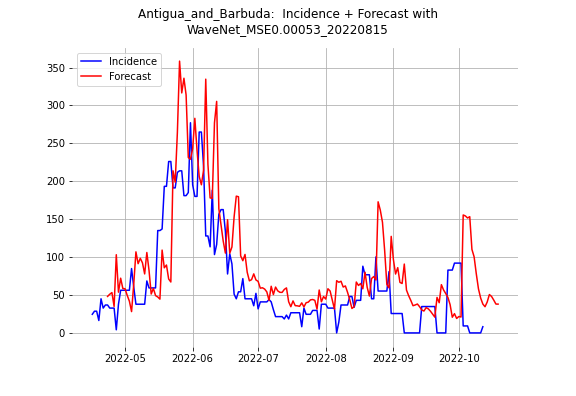 Antigua_and_Barbuda:  Incidence + Forecast with
WaveNet_MSE0.00053_20220815
Incidence
Forecast
350
300
250
200
150
100
50
0
2022-05 2022-06 2022-07 2022-08 2022-09 2022-10